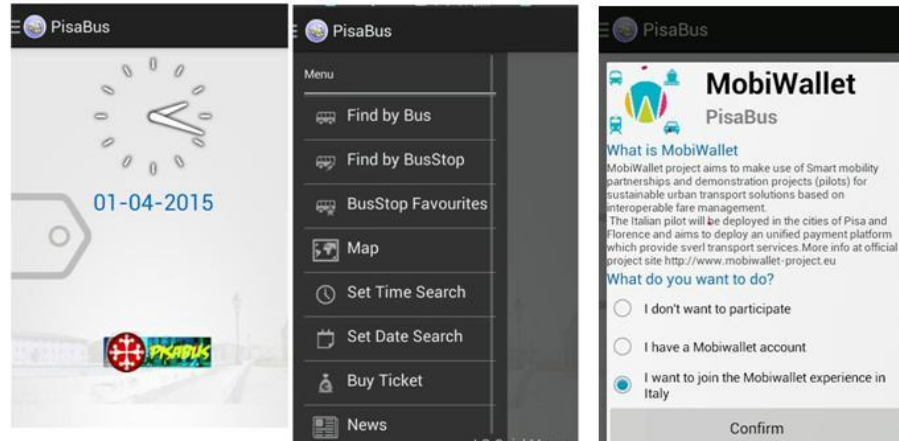 PisaBus
01-04-2015
PISABUS
PisaBus
Menu
Find by Bus
Find by BusStop
BusStop Favourites
Map
Set Time Search
Set Date Search
Buy Ticket
News
PisaBus
MobiWallet
PisaBus
What is MobiWallet
MobiWallet project aims to make use of Smart mobility
partnerships and demonstration projects (pilots) for
sustainable urban transport solutions based on
interoperable fare management.
The Italian pilot will be deployed in the cities of Pisa and
Florence and aims to deploy an unified payment platform
which provide sverl transport services.More info at official
project site http://www.mobiwallet-project.eu
What do you want to do?
I don't want to participate
I have a Mobiwallet account
I want to join the Mobiwallet experience in
Italy
Confirm